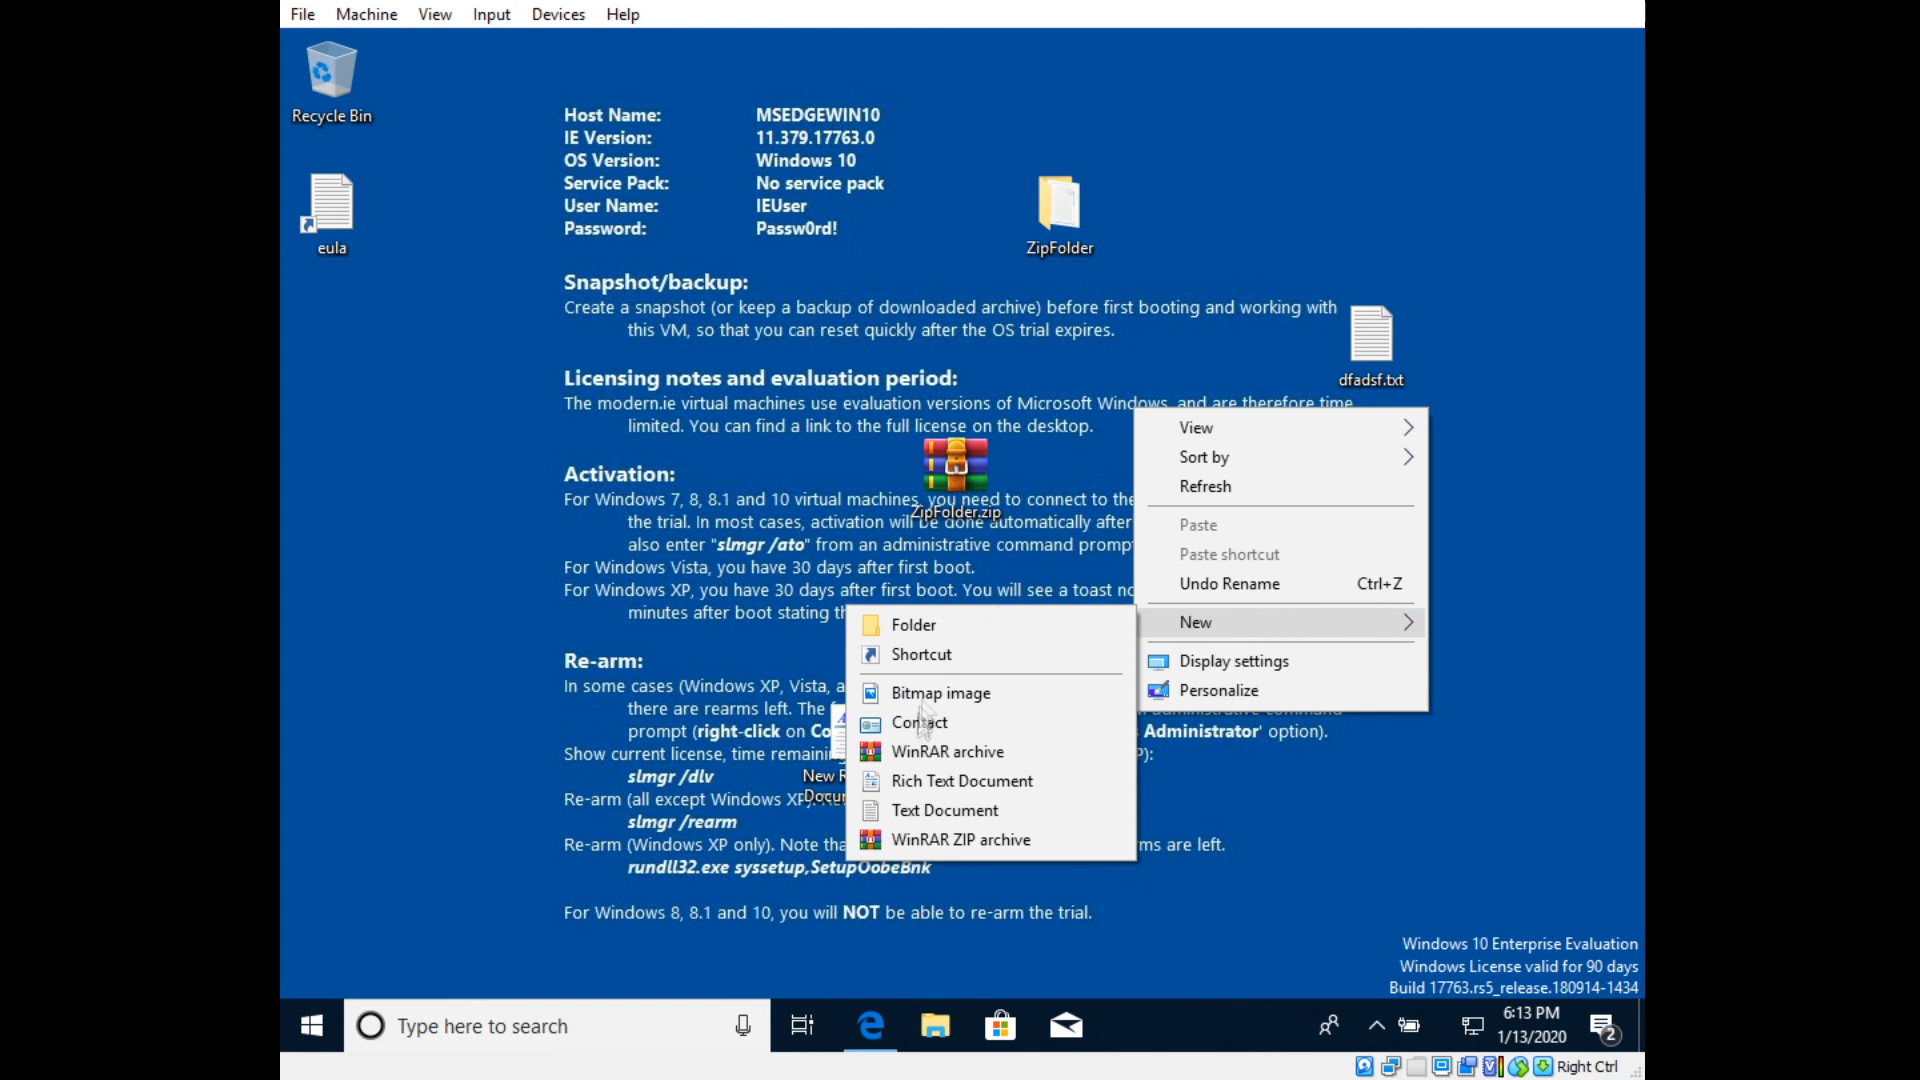 File Machine View Input Devices Help
Recycle Bin
eula
Host Name: MSEDGEWIN10
IE Version: 11.379.17763.0
OS Version: Windows 10
Service Pack: No service pack
User Name: IEUser
Password: Passw0rd!
ZipFolder
Snapshot/backup:
Create a snapshot (or keep a backup of downloaded archive) before first booting and working with
this VM, so that you can reset quickly after the OS trial expires.
dfadsf.txt
Licensing notes and evaluation period:
The modern.ie virtual machines use evaluation versions of Microsoft Windows, and are therefore time
limited. You can find a link to the full license on the desktop.
ZipFolder.zip
Activation:
For Windows 7, 8, 8.1 and 10 virtual machines, you need to connect to the
the trial. In most cases, activation will be done automatically after
also enter "slmgr /ato" from an administrative command prompt
For Windows Vista, you have 30 days after first boot.
For Windows XP, you have 30 days after first boot. You will see a toast
minutes after boot stating
View
Sort by
Refresh
Paste
Paste shortcut
Undo Rename Ctrl+Z
New
Display settings
Personalize
Folder
Shortcut
Bitmap image
Contact
WinRAR archive
Rich Text Document
Text Document
WinRAR ZIP archive
Re-arm:
In some cases (Windows XP, Vista,
there are rearms left. The
prompt (right-click on Administrator' option).
Show current license, time
slmgr /dlv
New
Re-arm (all except Windows
slmgr /rearm
Re-arm (Windows XP only). Note ms are left.
rundll32.exe syssetup,SetupOobeBnk
For Windows 8, 8.1 and 10, you will NOT be able to re-arm the trial.
Windows 10 Enterprise Evaluation
Windows License valid for 90 days
Build 17763.rs5_release.180914-1434
Type here to search
6:13 PM
1/13/2020
2
Right Ctrl